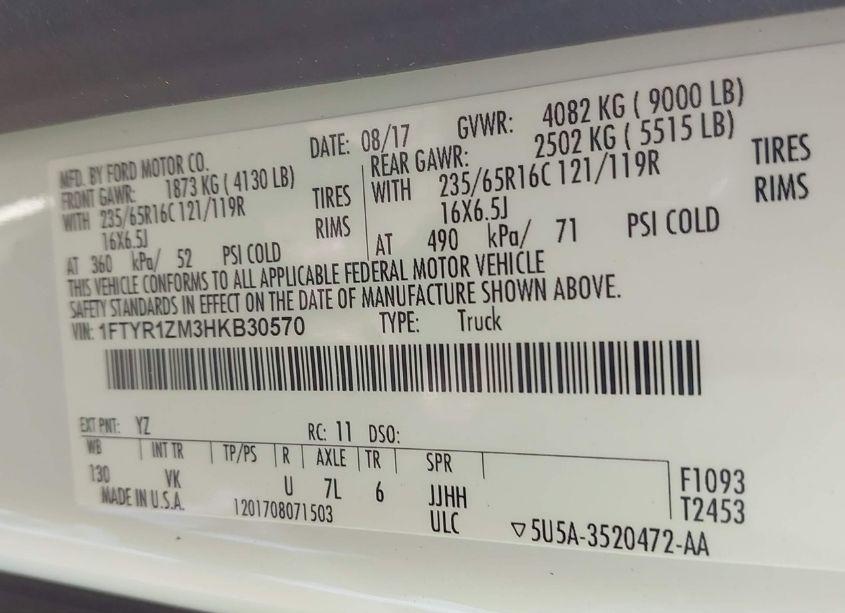 MFD. BY FORD MOTOR CO. DATE: 08/17 GVWR: 4082 KG ( 9000 LB)
FRONT GAWR: 1873 KG ( 4130 LB) REAR GAWR: 2502 KG ( 5515 LB)
WITH 235/65R16C 121/119R TIRES WITH 235/65R16C 121/119R TIRES
16X6.5J RIMS 16X6.5J RIMS
AT 360 kPa/ 52 PSI COLD AT 490 kPa/ 71 PSI COLD
THIS VEHICLE CONFORMS TO ALL APPLICABLE FEDERAL MOTOR VEHICLE
SAFETY STANDARDS IN EFFECT ON THE DATE OF MANUFACTURE SHOWN ABOVE.
VIN: 1FTYR1ZM3HKB30570 TYPE: Truck
EXT PNT: YZ RC: 11 DSO:
WB INT TR TP/PS R AXLE TR SPR
130 VK U 7L 6 JJHH F1093
MADE IN U.S.A. 1201708071503 ULC T2453
▽5U5A-3520472-AA